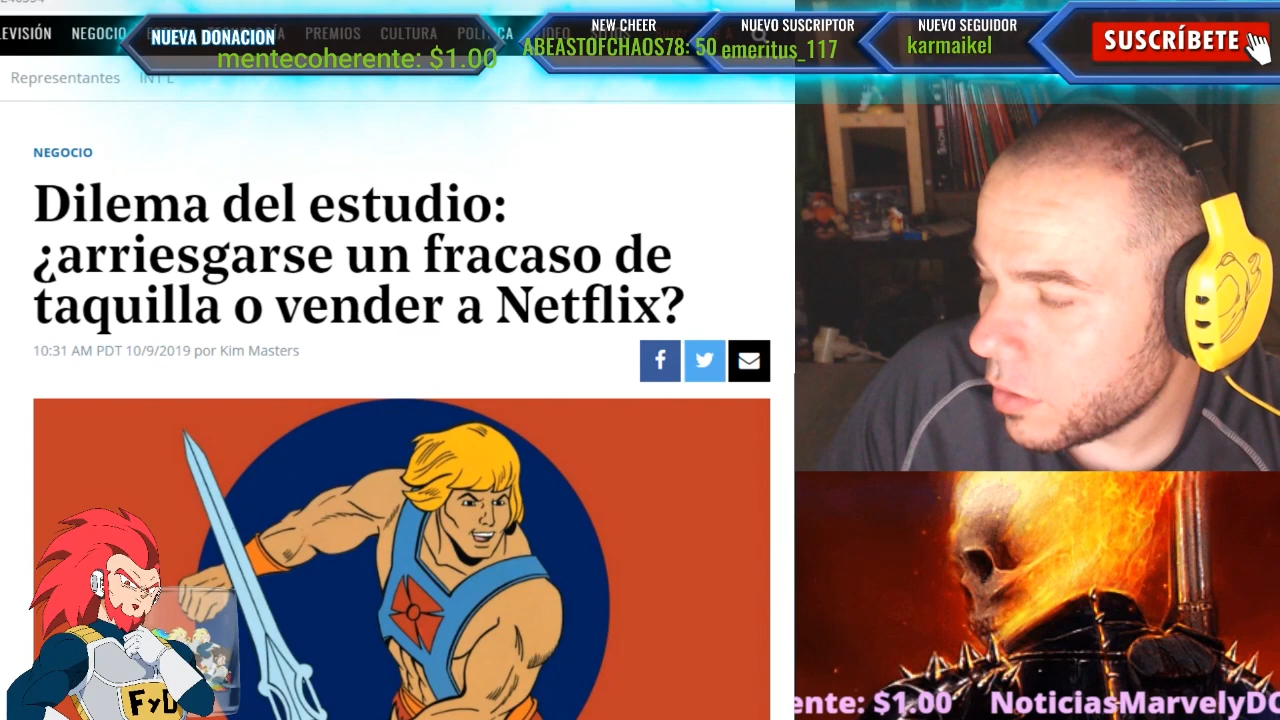 LEVISIÓN NEGOCIO PREMIOS CULTURA
NUEVA DONACION
mentecoherente: $1.00
NEW CHEER
ABEASTOFCHAOS78: 50
NUEVO SUSCRIPTOR
emeritus_117
NUEVO SEGUIDOR
karmaikel
SUSCRÍBETE
Representantes INT'L
NEGOCIO
Dilema del estudio:
¿arriesgarse un fracaso de
taquilla o vender a Netflix?
10:31 AM PDT 10/9/2019 por Kim Masters
FyD
ente: $1.00 NoticiasMarvelyDC